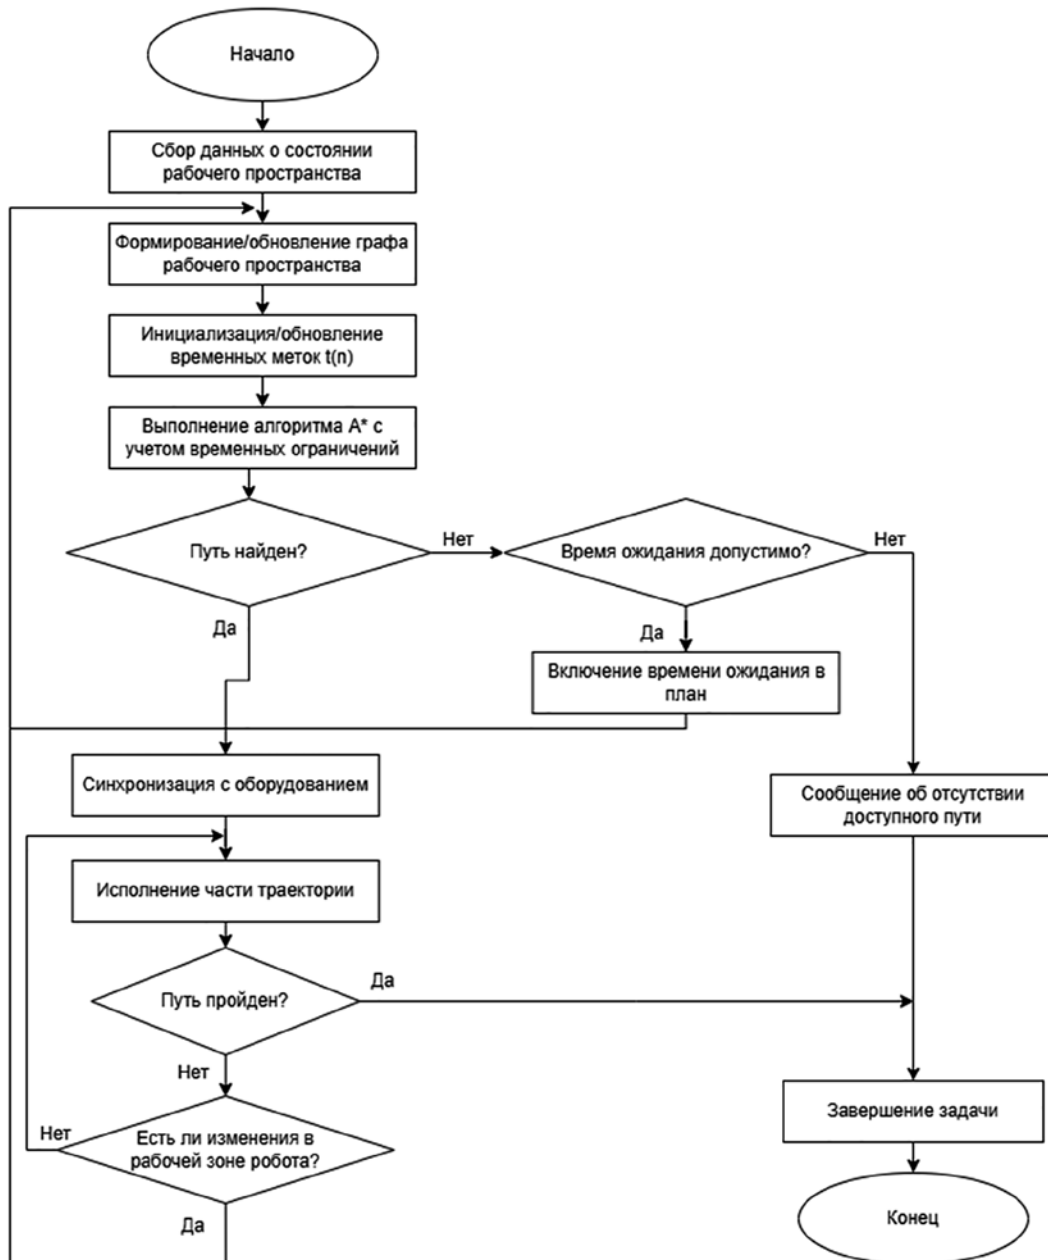 Начало
Сбор данных о состоянии
рабочего пространства
Формирование/обновление графа
рабочего пространства
Инициализация/обновление
временных меток t(n)
Выполнение алгоритма A* с
учетом временных ограничений
Путь найден?
Нет
Время ожидания допустимо?
Нет
Да
Да
Включение времени ожидания в
план
Синхронизация с оборудованием
Сообщение об отсутствии
доступного пути
Исполнение части траектории
Путь пройден?
Да
Нет
Есть ли изменения в
рабочей зоне робота?
Нет
Да
Завершение задачи
Конец